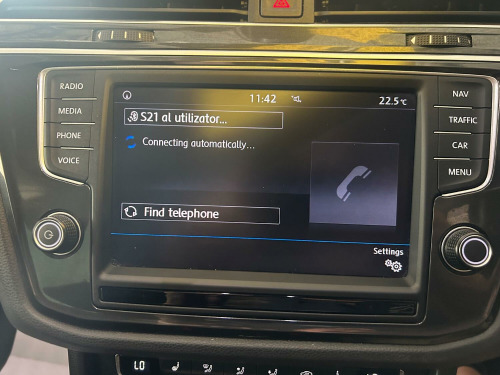 RADIO
MEDIA
PHONE
VOICE
11:42
22.5°C
S21 al utilizator...
Connecting automatically...
Find telephone
Settings
NAV
TRAFFIC
CAR
MENU
LO